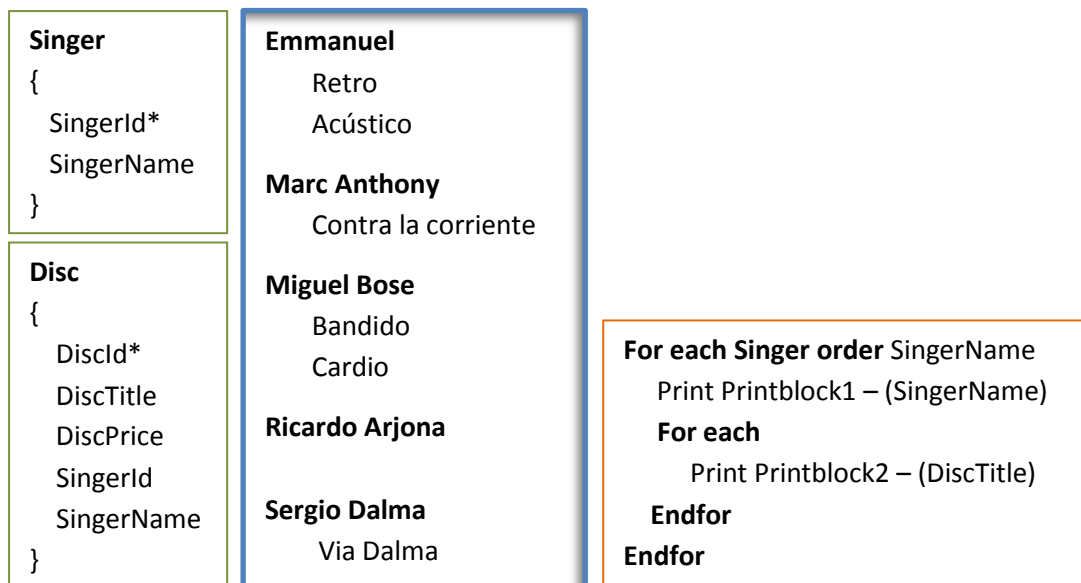 Singer
{
SingerId*
SingerName
}
Disc
{
DiscId*
DiscTitle
DiscPrice
SingerId
SingerName
}
Emmanuel
Retro
Acústico
Marc Anthony
Contra la corriente
Miguel Bose
Bandido
Cardio
Ricardo Arjona
Sergio Dalma
Via Dalma
For each Singer order SingerName
Print Printblock1 – (SingerName)
For each
Print Printblock2 – (DiscTitle)
Endfor
Endfor